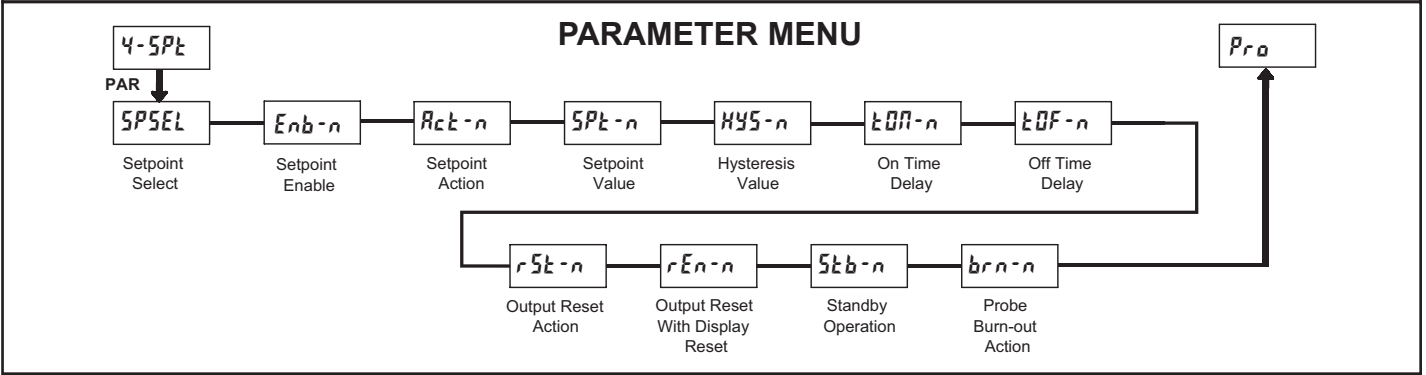 PARAMETER MENU
4-SPt
Pro
PAR
SPSEL
Enb-n
Act-n
SPt-n
HYS-n
tON-n
tOF-n
Setpoint
Select
Setpoint
Enable
Setpoint
Action
Setpoint
Value
Hysteresis
Value
On Time
Delay
Off Time
Delay
rSt-n
rEn-n
Stb-n
brn-n
Output Reset
Action
Output Reset
With Display
Reset
Standby
Operation
Probe
Burn-out
Action